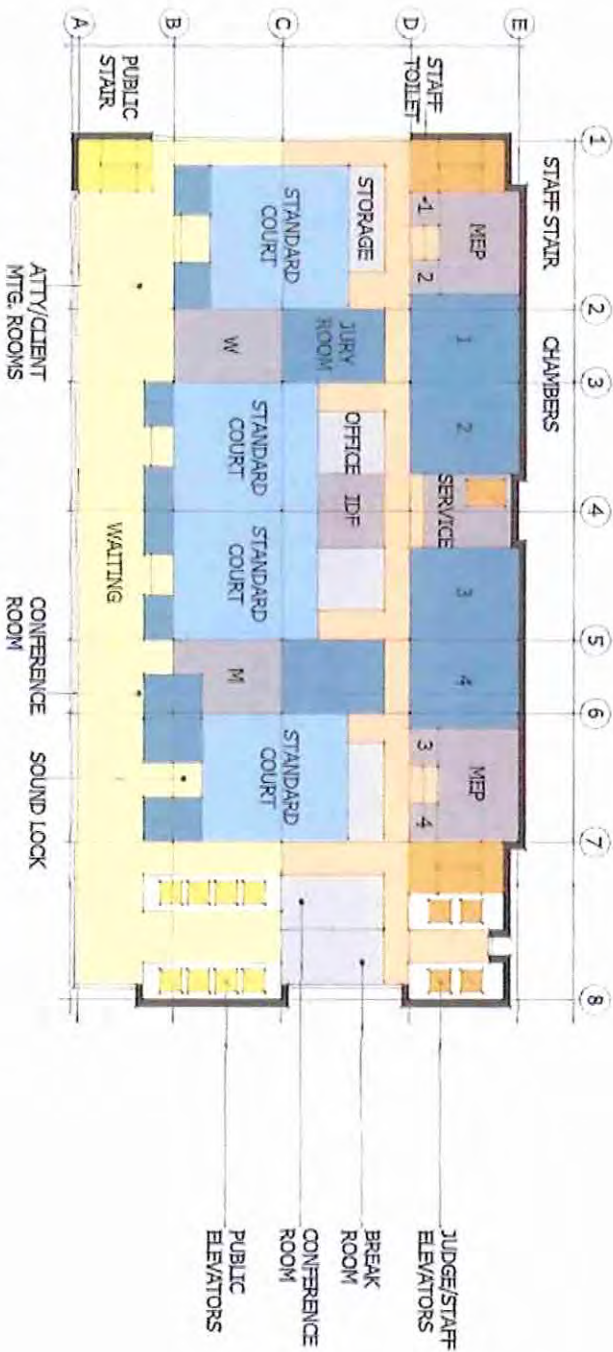 1 2 3 4 5 6 7 8
STAFF STAIR
CHAMBERS
E
MEP
1
2
SERVICE
3
4
MEP
STAFF
TOILET
1
2
3
4
JUDGE/STAFF
ELEVATORS
D
STORAGE
JURY
ROOM
OFFICE
IDF
BREAK
ROOM
STANDARD
COURT
CONFERENCE
ROOM
C
W
STANDARD
COURT
STANDARD
COURT
M
STANDARD
COURT
PUBLIC
ELEVATORS
B
PUBLIC
STAIR
WAITING
A
ATTY/CLIENT
MTG. ROOMS
CONFERENCE
ROOM
SOUND LOCK